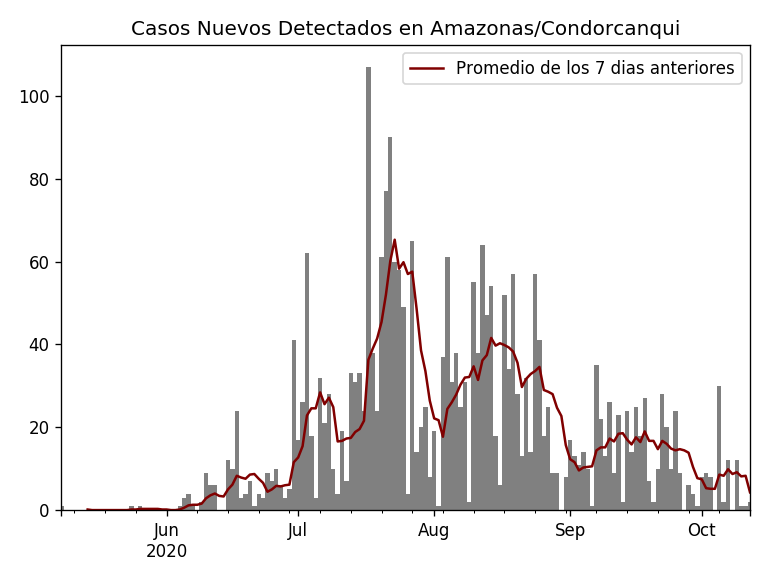 Casos Nuevos Detectados en Amazonas/Condorcanqui
Promedio de los 7 dias anteriores
100
80
60
40
20
0
Jun Jul Aug Sep Oct
2020